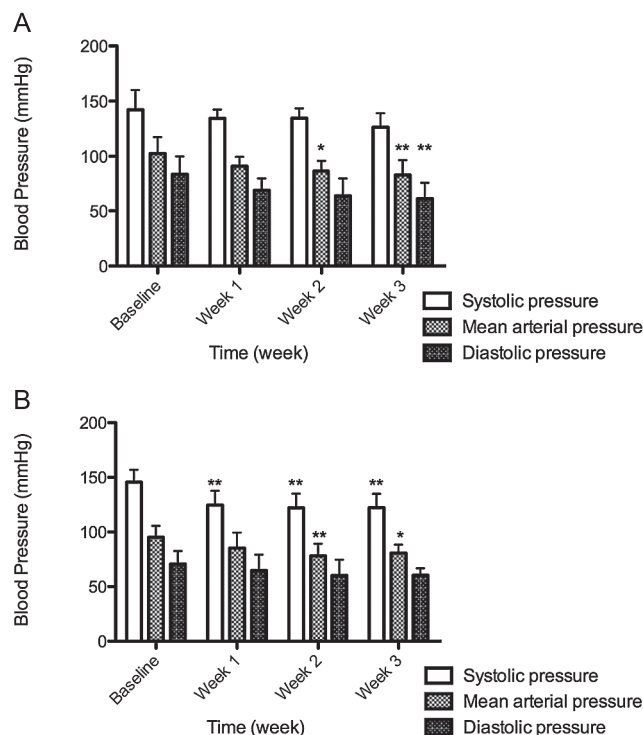 A
Blood Pressure (mmHg)
200
150
100
50
0
*
** **
Baseline
Week 1
Week 2
Week 3
Time (week)
Systolic pressure
Mean arterial pressure
Diastolic pressure
B
Blood Pressure (mmHg)
200
150
100
50
0
**
**
**
**
*
Baseline
Week 1
Week 2
Week 3
Time (week)
Systolic pressure
Mean arterial pressure
Diastolic pressure